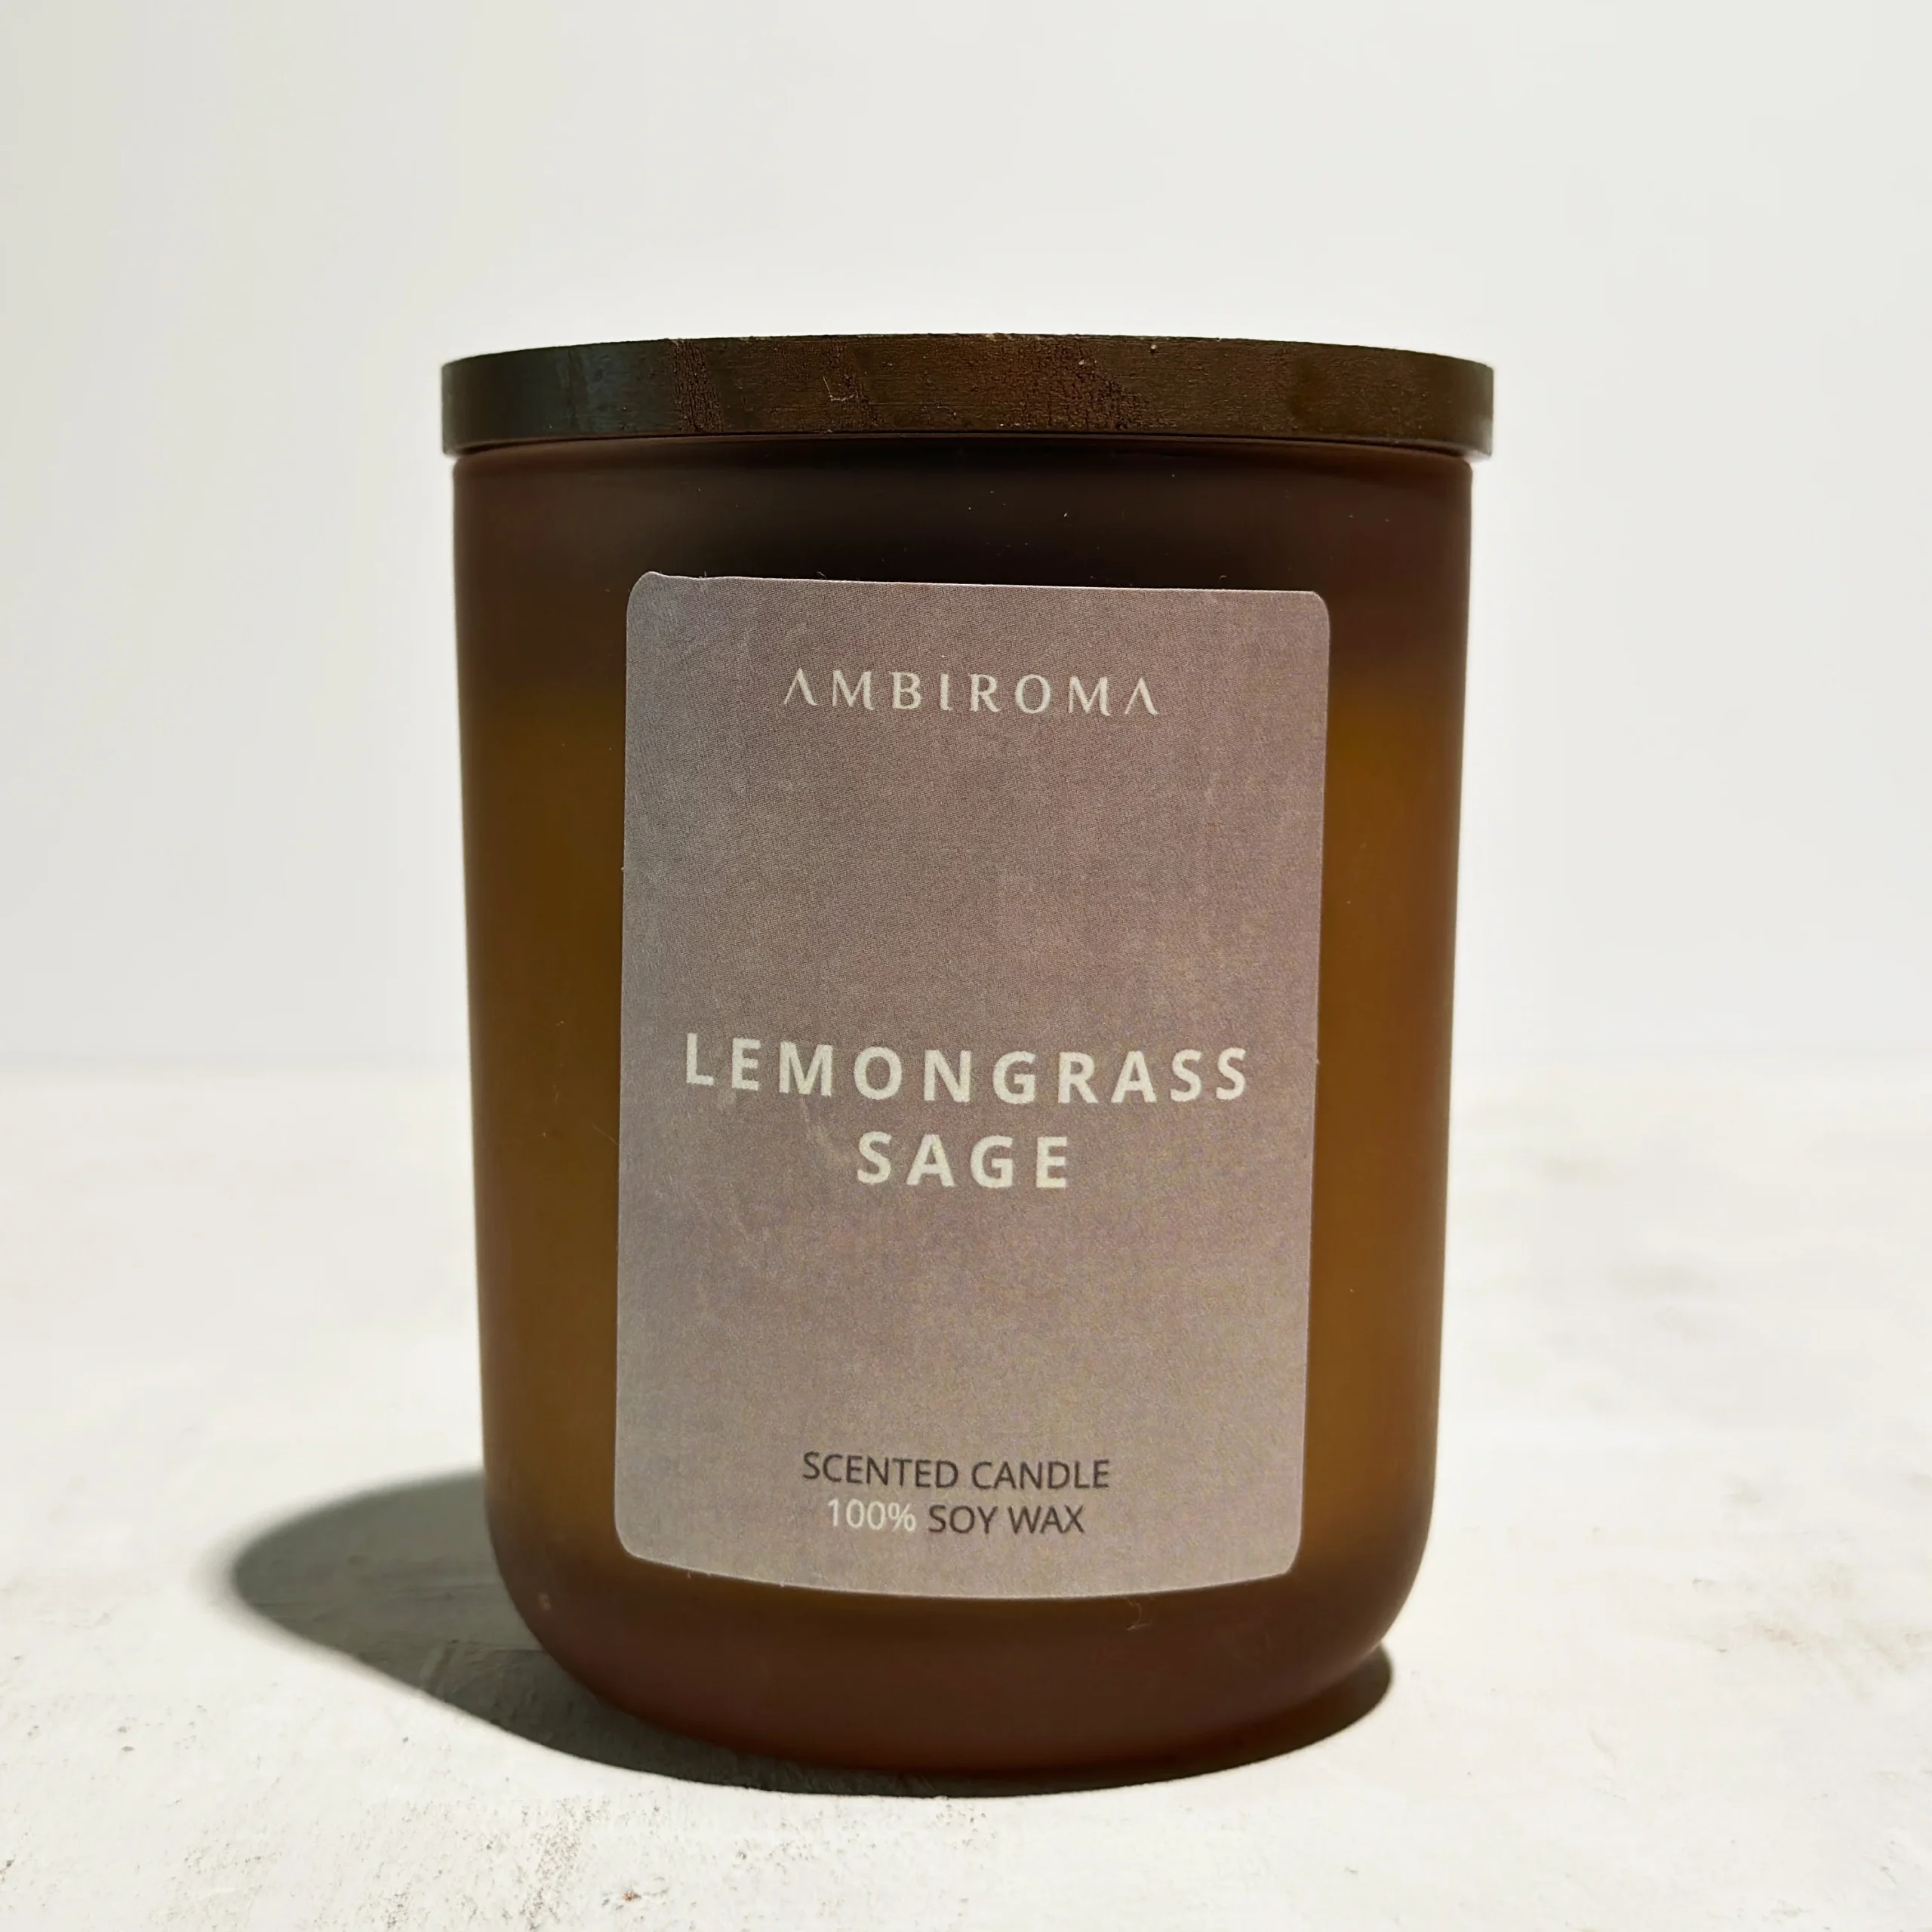 AMBIROMA
LEMONGRASS
SAGE
SCENTED CANDLE
100% SOY WAX